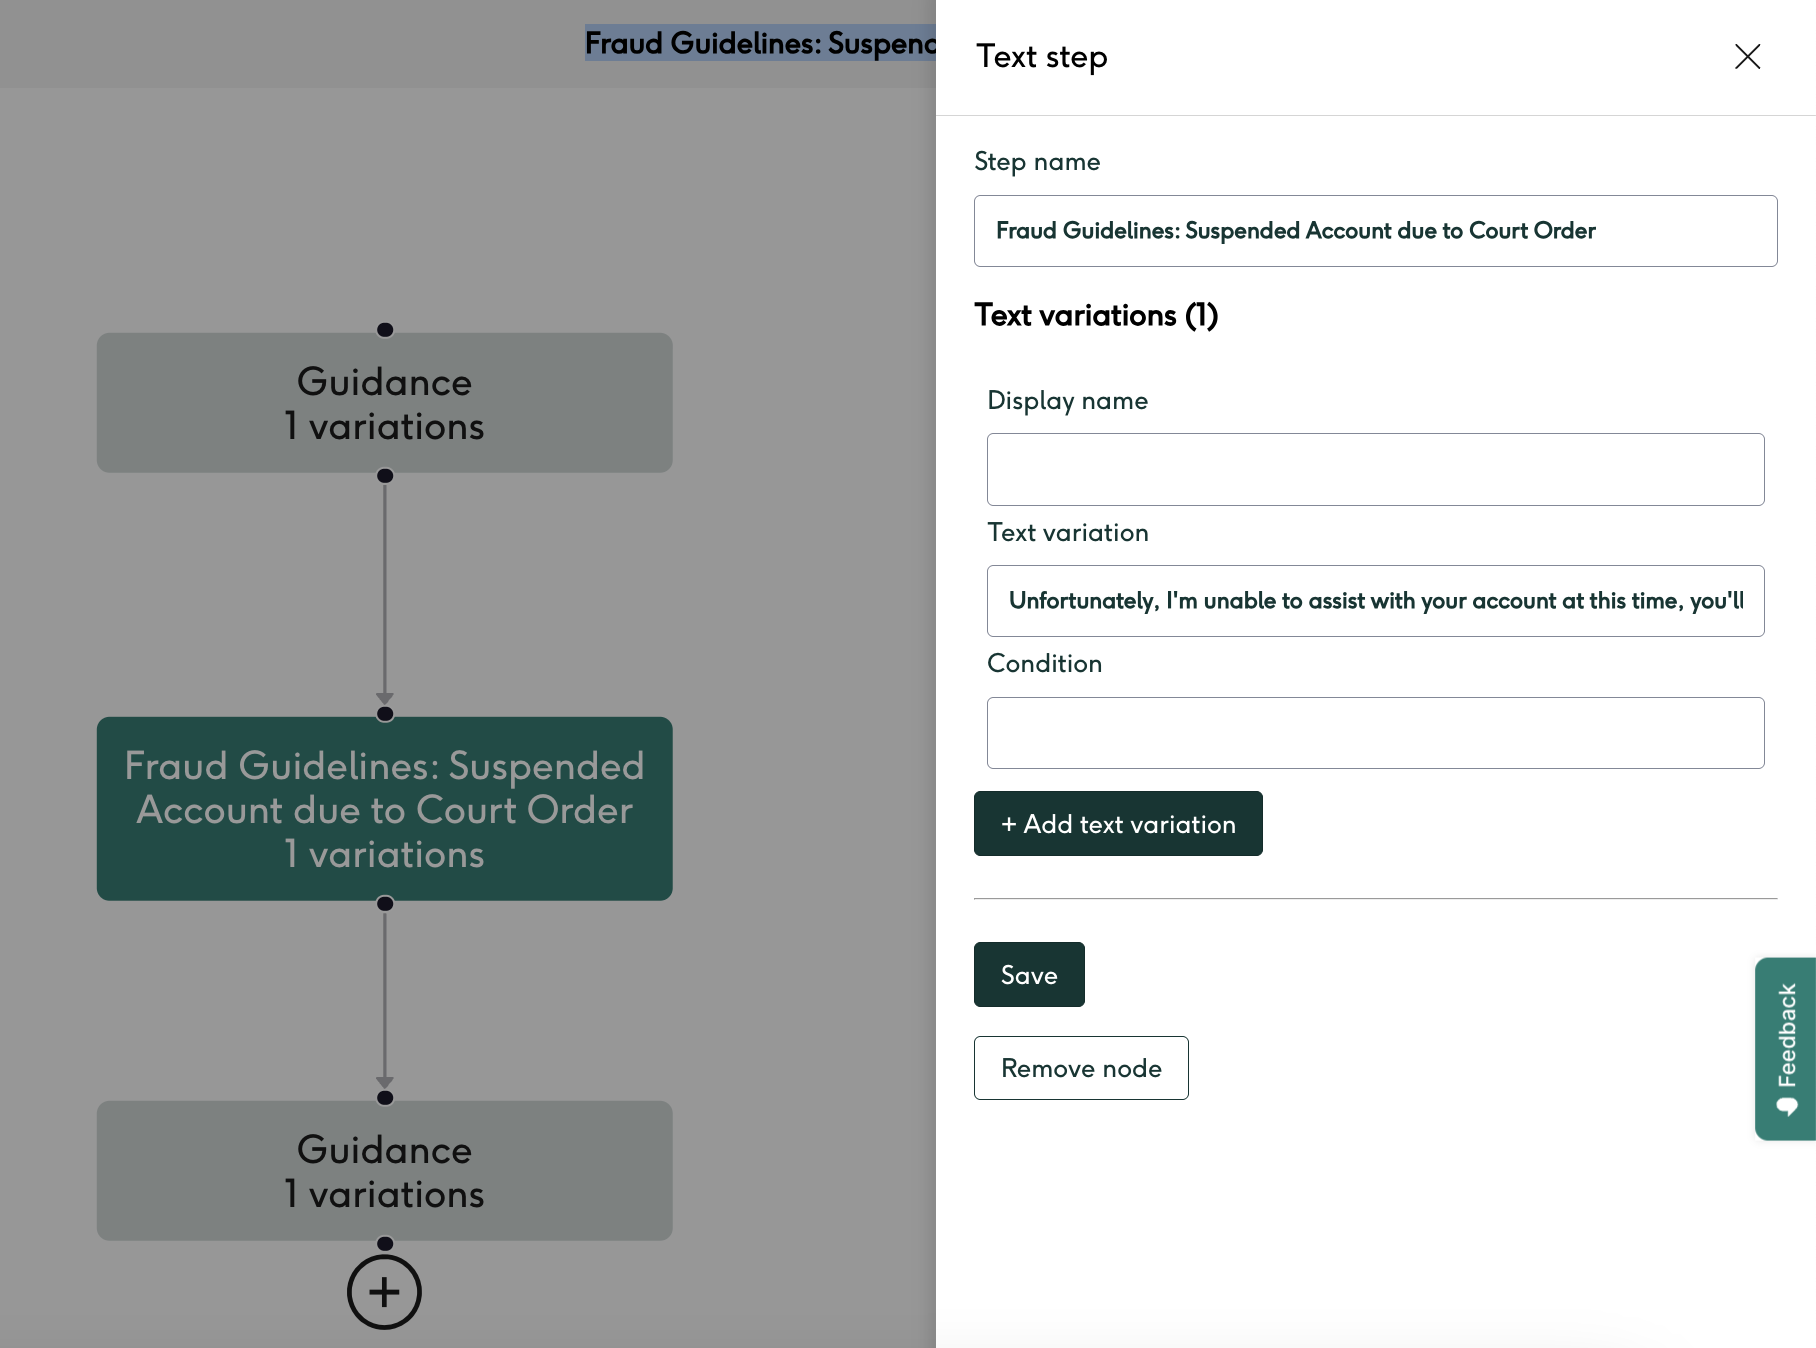 Fraud Guidelines: Suspend
Guidance
1 variations
Fraud Guidelines: Suspended
Account due to Court Order
1 variations
Guidance
1 variations
Text step
Step name
Fraud Guidelines: Suspended Account due to Court Order
Text variations (1)
Display name
Text variation
Unfortunately, I'm unable to assist with your account at this time, you'll
Condition
+ Add text variation
Save
Remove node
Feedback